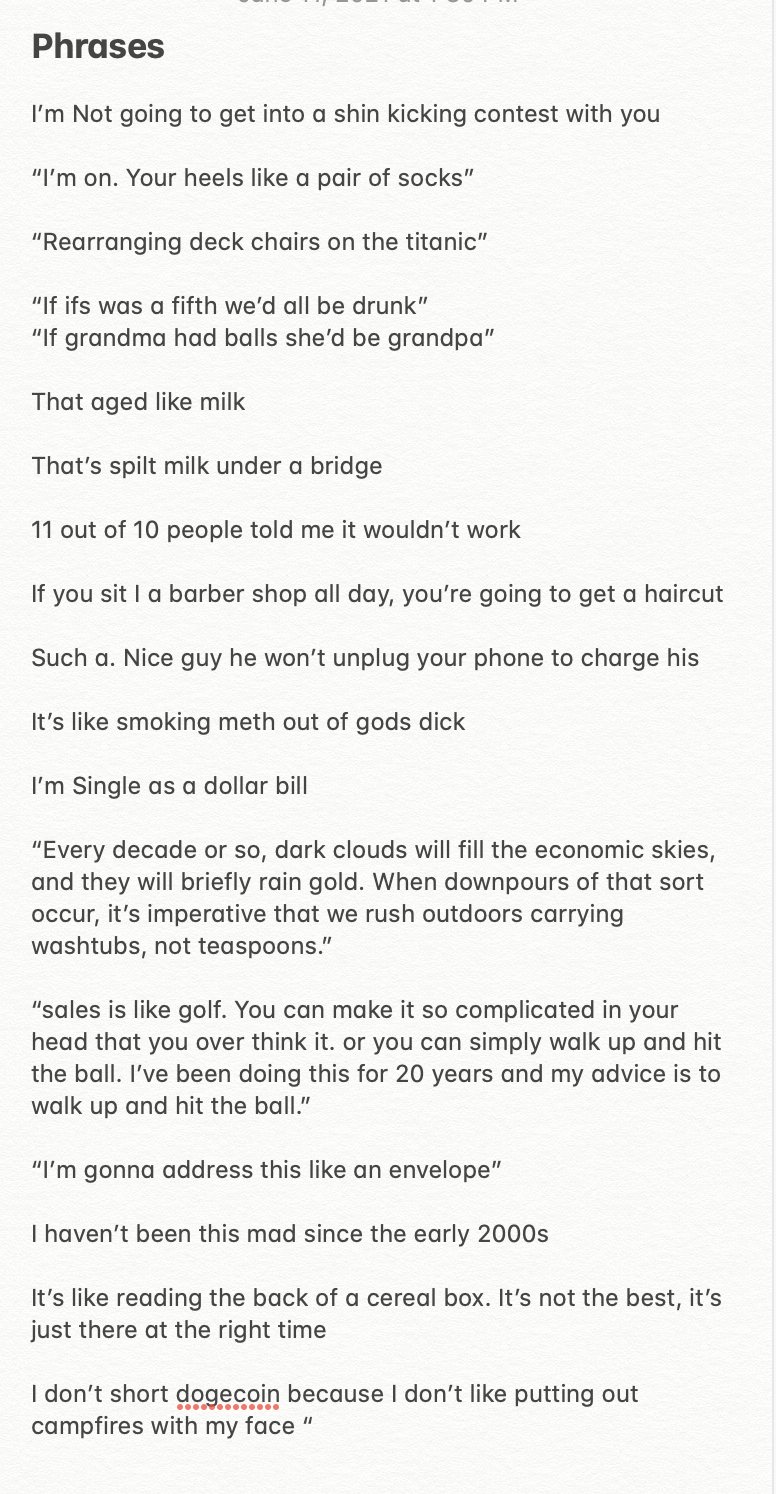 Phrases
I’m Not going to get into a shin kicking contest with you
“I’m on. Your heels like a pair of socks”
“Rearranging deck chairs on the titanic”
“If ifs was a fifth we’d all be drunk”
“If grandma had balls she’d be grandpa”
That aged like milk
That’s spilt milk under a bridge
11 out of 10 people told me it wouldn’t work
If you sit I a barber shop all day, you’re going to get a haircut
Such a. Nice guy he won’t unplug your phone to charge his
It’s like smoking meth out of gods dick
I’m Single as a dollar bill
“Every decade or so, dark clouds will fill the economic skies,
and they will briefly rain gold. When downpours of that sort
occur, it’s imperative that we rush outdoors carrying
washtubs, not teaspoons.”
“sales is like golf. You can make it so complicated in your
head that you over think it. or you can simply walk up and hit
the ball. I’ve been doing this for 20 years and my advice is to
walk up and hit the ball.”
“I’m gonna address this like an envelope”
I haven’t been this mad since the early 2000s
It’s like reading the back of a cereal box. It’s not the best, it’s
just there at the right time
I don’t short dogecoin because I don’t like putting out
campfires with my face “